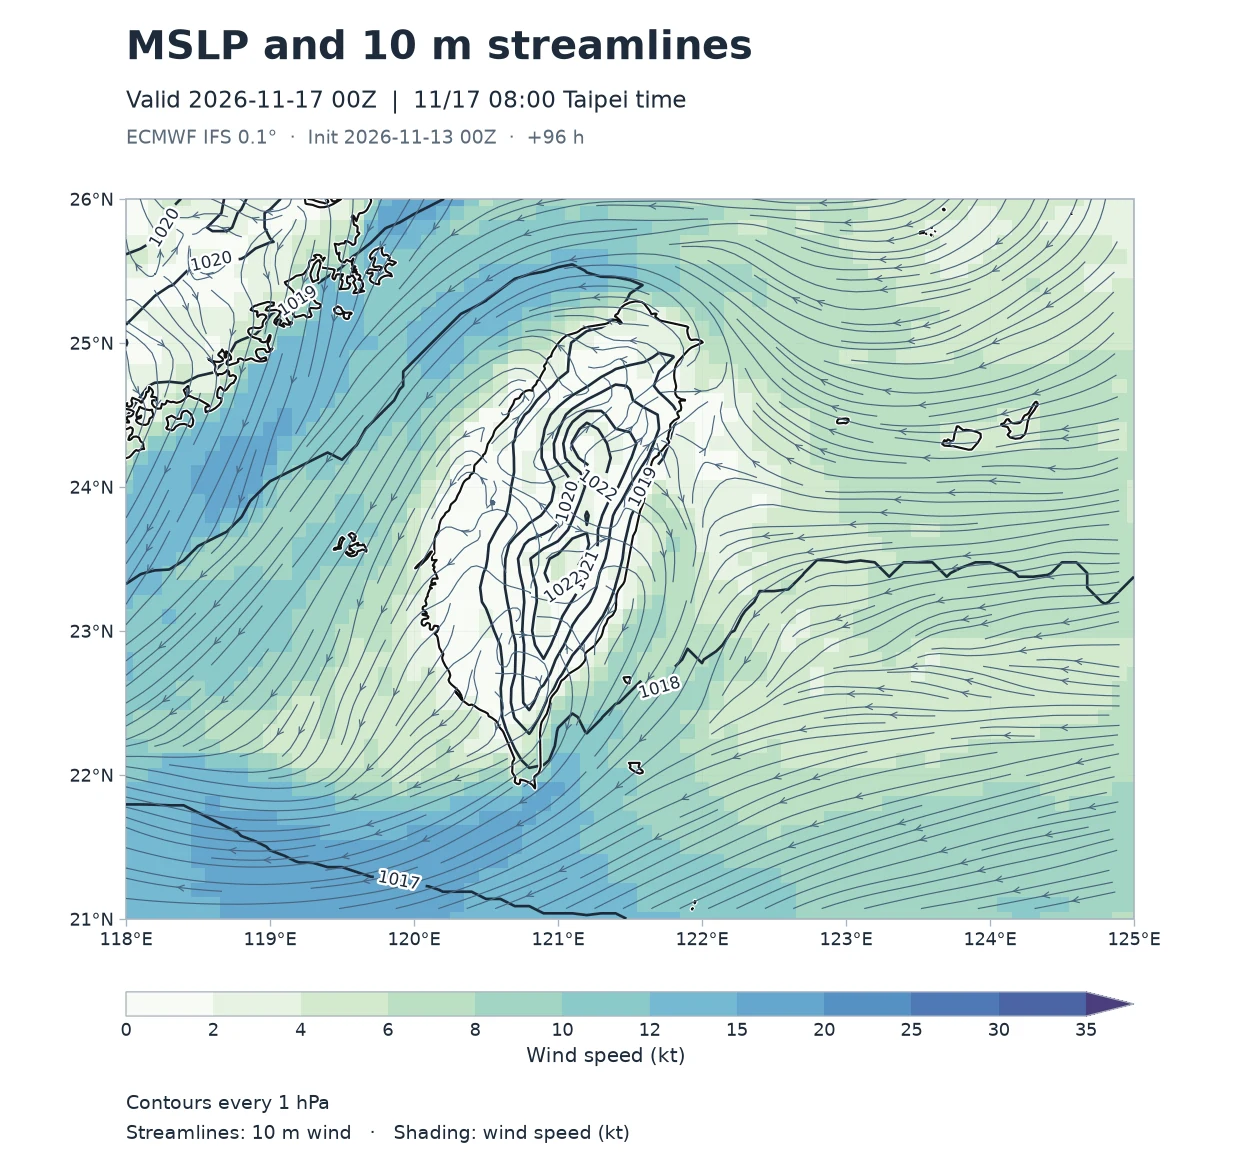 MSLP and 10 m streamlines
Valid 2026-11-17 00Z | 11/17 08:00 Taipei time
ECMWF IFS 0.1° · Init 2026-11-13 00Z · +96 h
26°N
25°N
24°N
23°N
22°N
21°N
1020
1020
1019
1022
1020
1019
1021
1022
1018
1017
118°E 119°E 120°E 121°E 122°E 123°E 124°E 125°E
0 2 4 6 8 10 12 15 20 25 30 35
Wind speed (kt)
Contours every 1 hPa
Streamlines: 10 m wind · Shading: wind speed (kt)